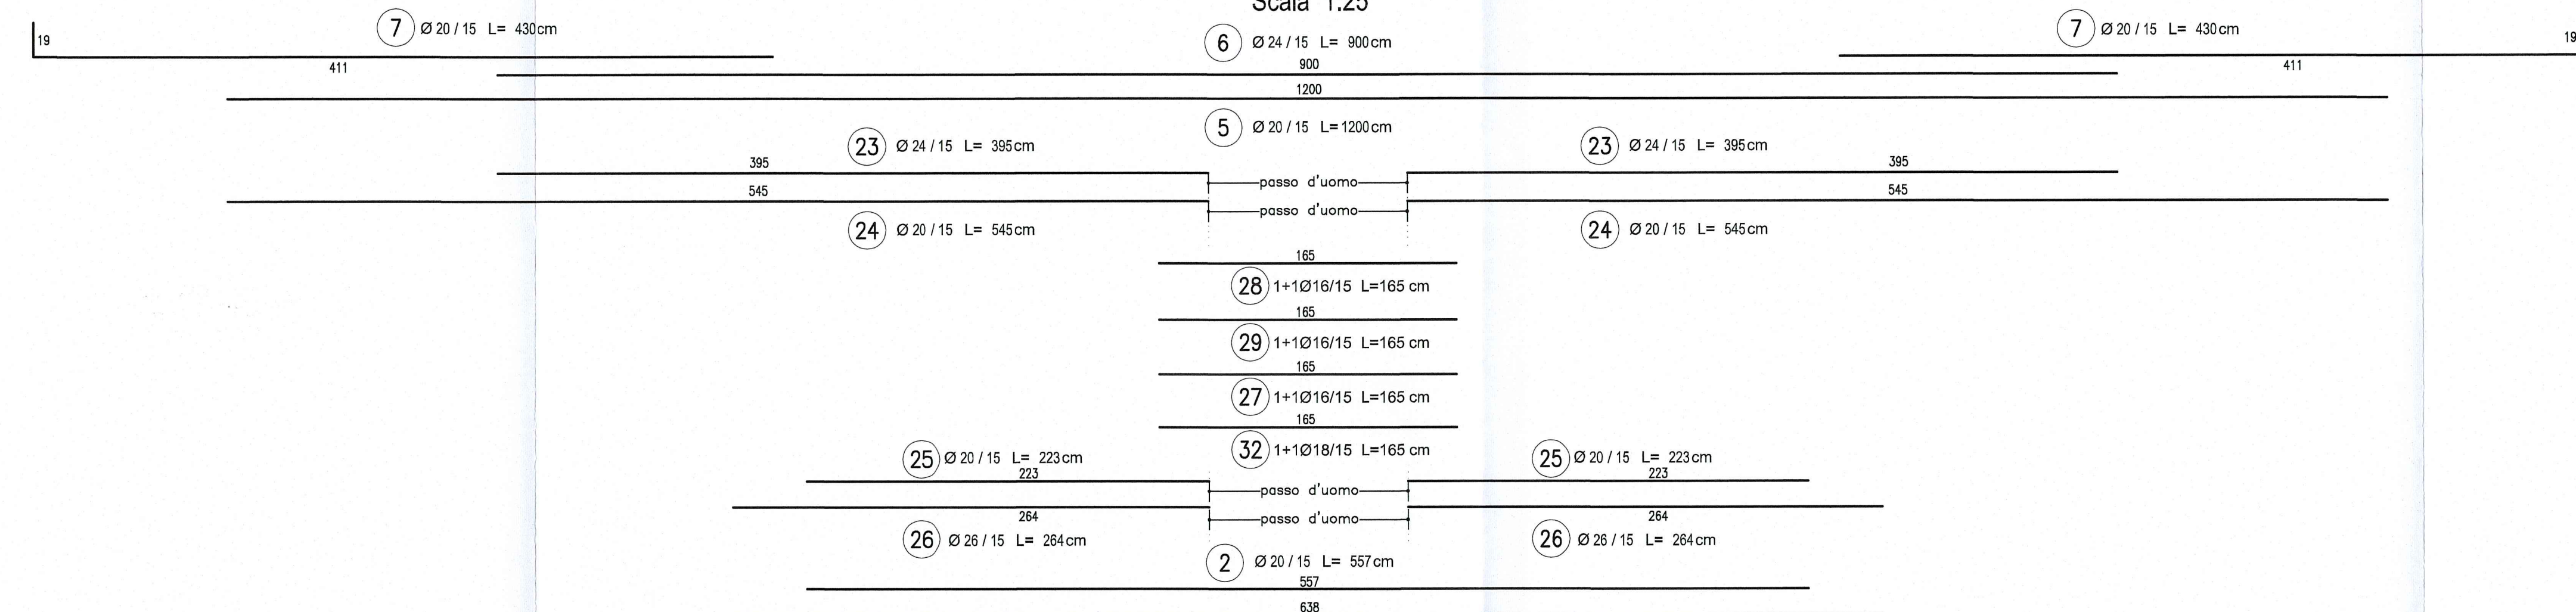 Scala 1:25
7 Ø 20 / 15 L= 430cm
6 Ø 24 / 15 L= 900cm
7 Ø 20 / 15 L= 430cm
19
19
411
900
411
1200
5 Ø 20 / 15 L=1200cm
23 Ø 24 / 15 L= 395cm
23 Ø 24 / 15 L= 395cm
395
395
passo d'uomo
545
545
passo d'uomo
24 Ø 20 / 15 L= 545cm
24 Ø 20 / 15 L= 545cm
165
28 1+1Ø16/15 L=165 cm
165
29 1+1Ø16/15 L=165 cm
165
27 1+1Ø16/15 L=165 cm
165
32 1+1Ø18/15 L=165 cm
25 Ø 20 / 15 L= 223cm
25 Ø 20 / 15 L= 223cm
223
223
passo d'uomo
264
264
passo d'uomo
26 Ø 26 / 15 L= 264cm
26 Ø 26 / 15 L= 264cm
2 Ø 20 / 15 L= 557cm
557
638